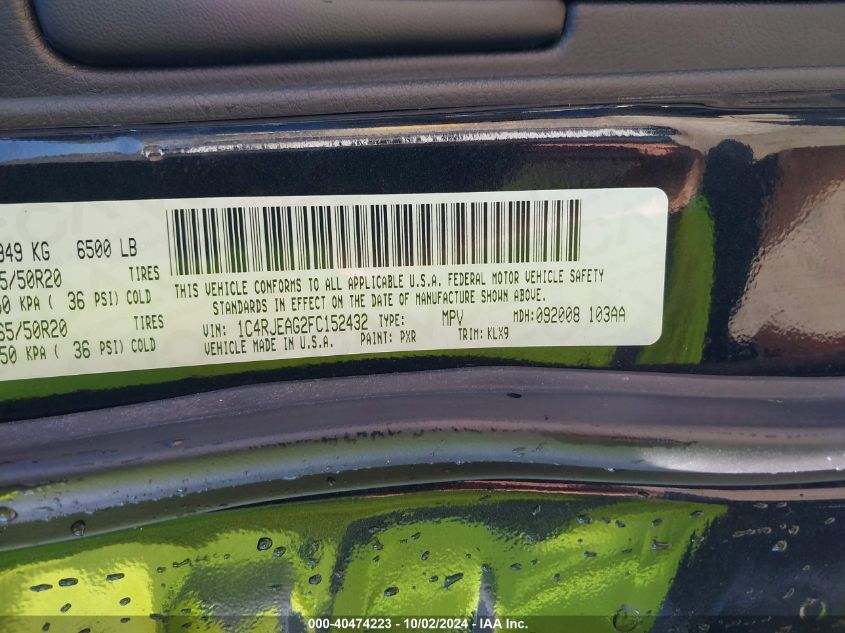 949 KG 6500 LB
5/50R20 TIRES
50 KPA ( 36 PSI) COLD
65/50R20 TIRES
50 KPA ( 36 PSI) COLD
THIS VEHICLE CONFORMS TO ALL APPLICABLE U.S.A. FEDERAL MOTOR VEHICLE SAFETY
STANDARDS IN EFFECT ON THE DATE OF MANUFACTURE SHOWN ABOVE.
VIN: 1C4RJEAG2FC152432 TYPE: MPV MDH:092008 103AA
VEHICLE MADE IN U.S.A. PAINT: PXR TRIM: KLX9
000-40474223 - 10/02/2024 - IAA Inc.